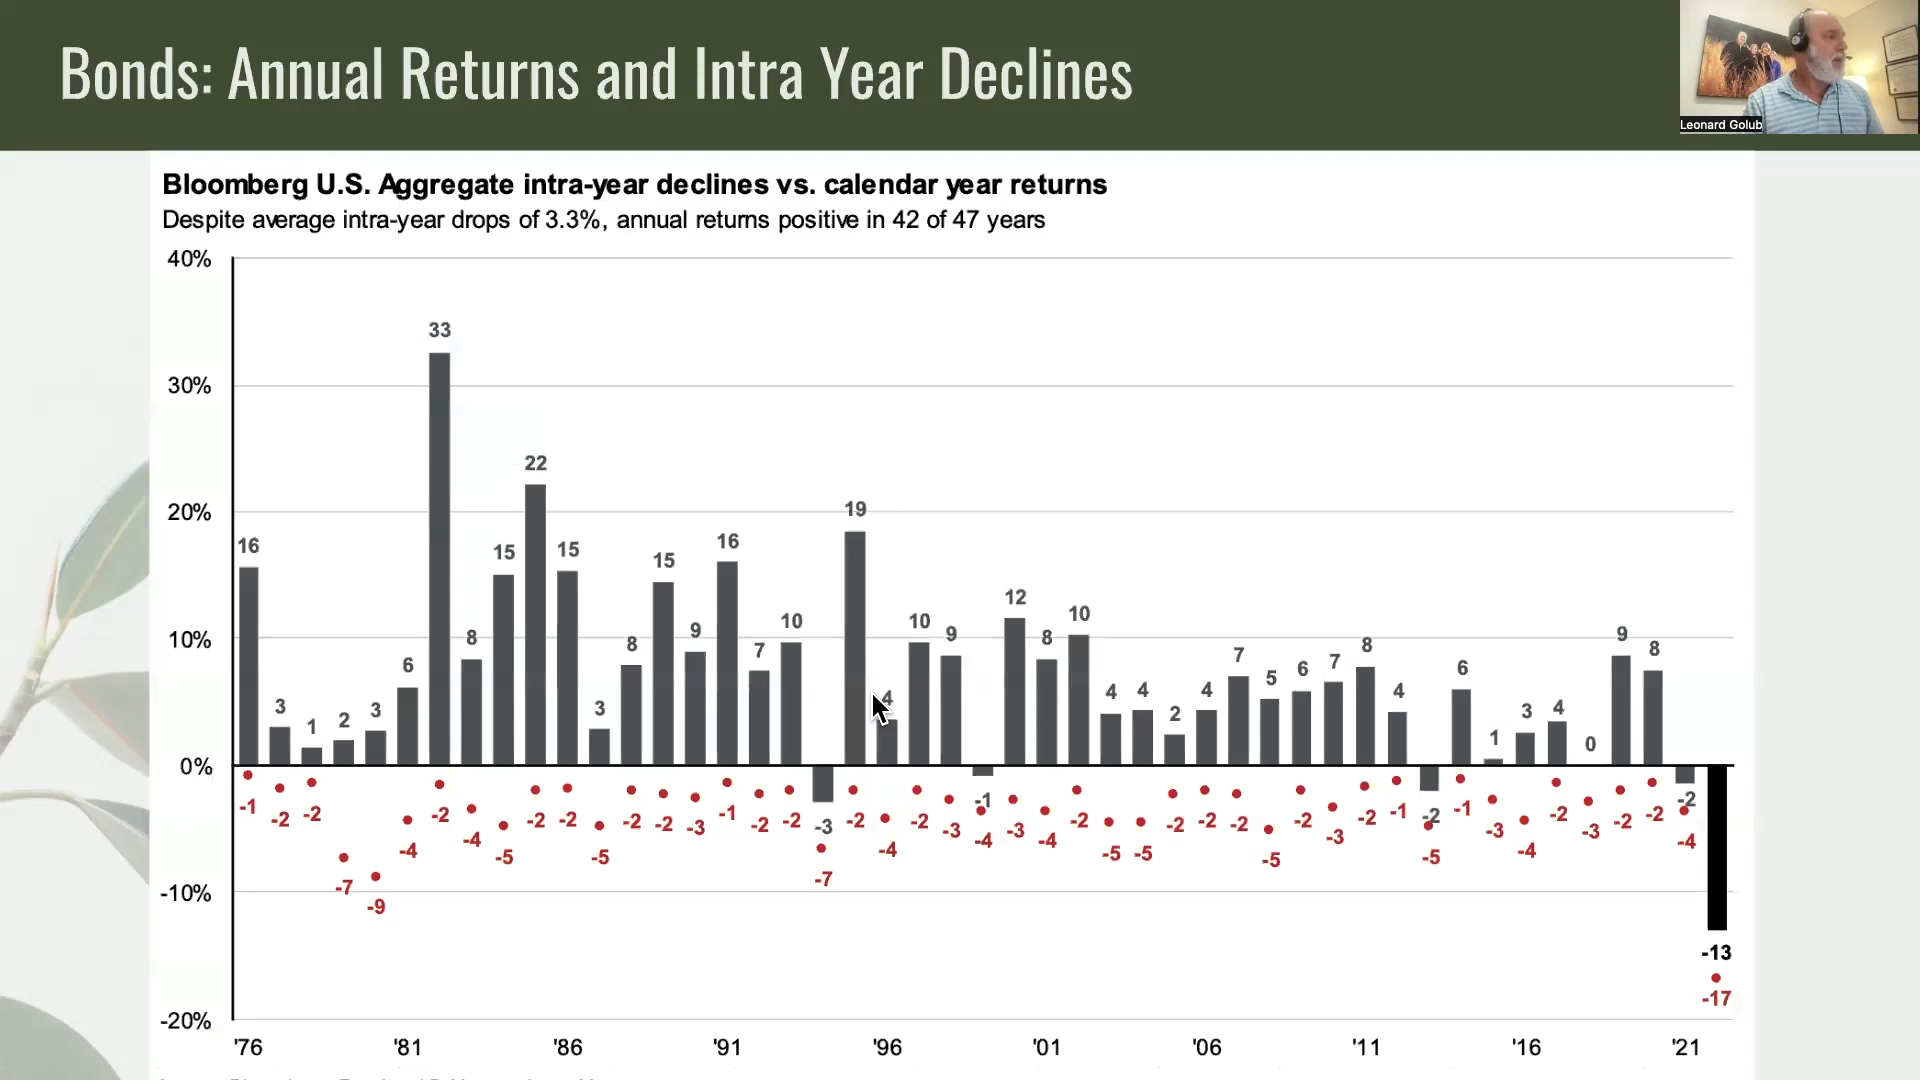 Bonds: Annual Returns and Intra Year Declines
Leonard Golub
Bloomberg U.S. Aggregate intra-year declines vs. calendar year returns
Despite average intra-year drops of 3.3%, annual returns positive in 42 of 47 years
40%
30%
20%
10%
0%
-10%
-20%
16 3 1 2 3 6 33 8 15 22 15 3 8 15 9 16 7 10 -3 19 4 10 9 -1 12 8 10 4 4 2 4 7 5 6 7 8 4 -2 6 1 3 4 0 9 8 -2 -13
-1 -2 -2 -7 -9 -4 -2 -4 -5 -2 -2 -5 -2 -2 -3 -1 -2 -2 -7 -2 -4 -2 -3 -4 -3 -4 -2 -5 -5 -2 -2 -2 -5 -2 -3 -2 -1 -5 -1 -3 -4 -2 -3 -2 -2 -4 -17
'76 '81 '86 '91 '96 '01 '06 '11 '16 '21